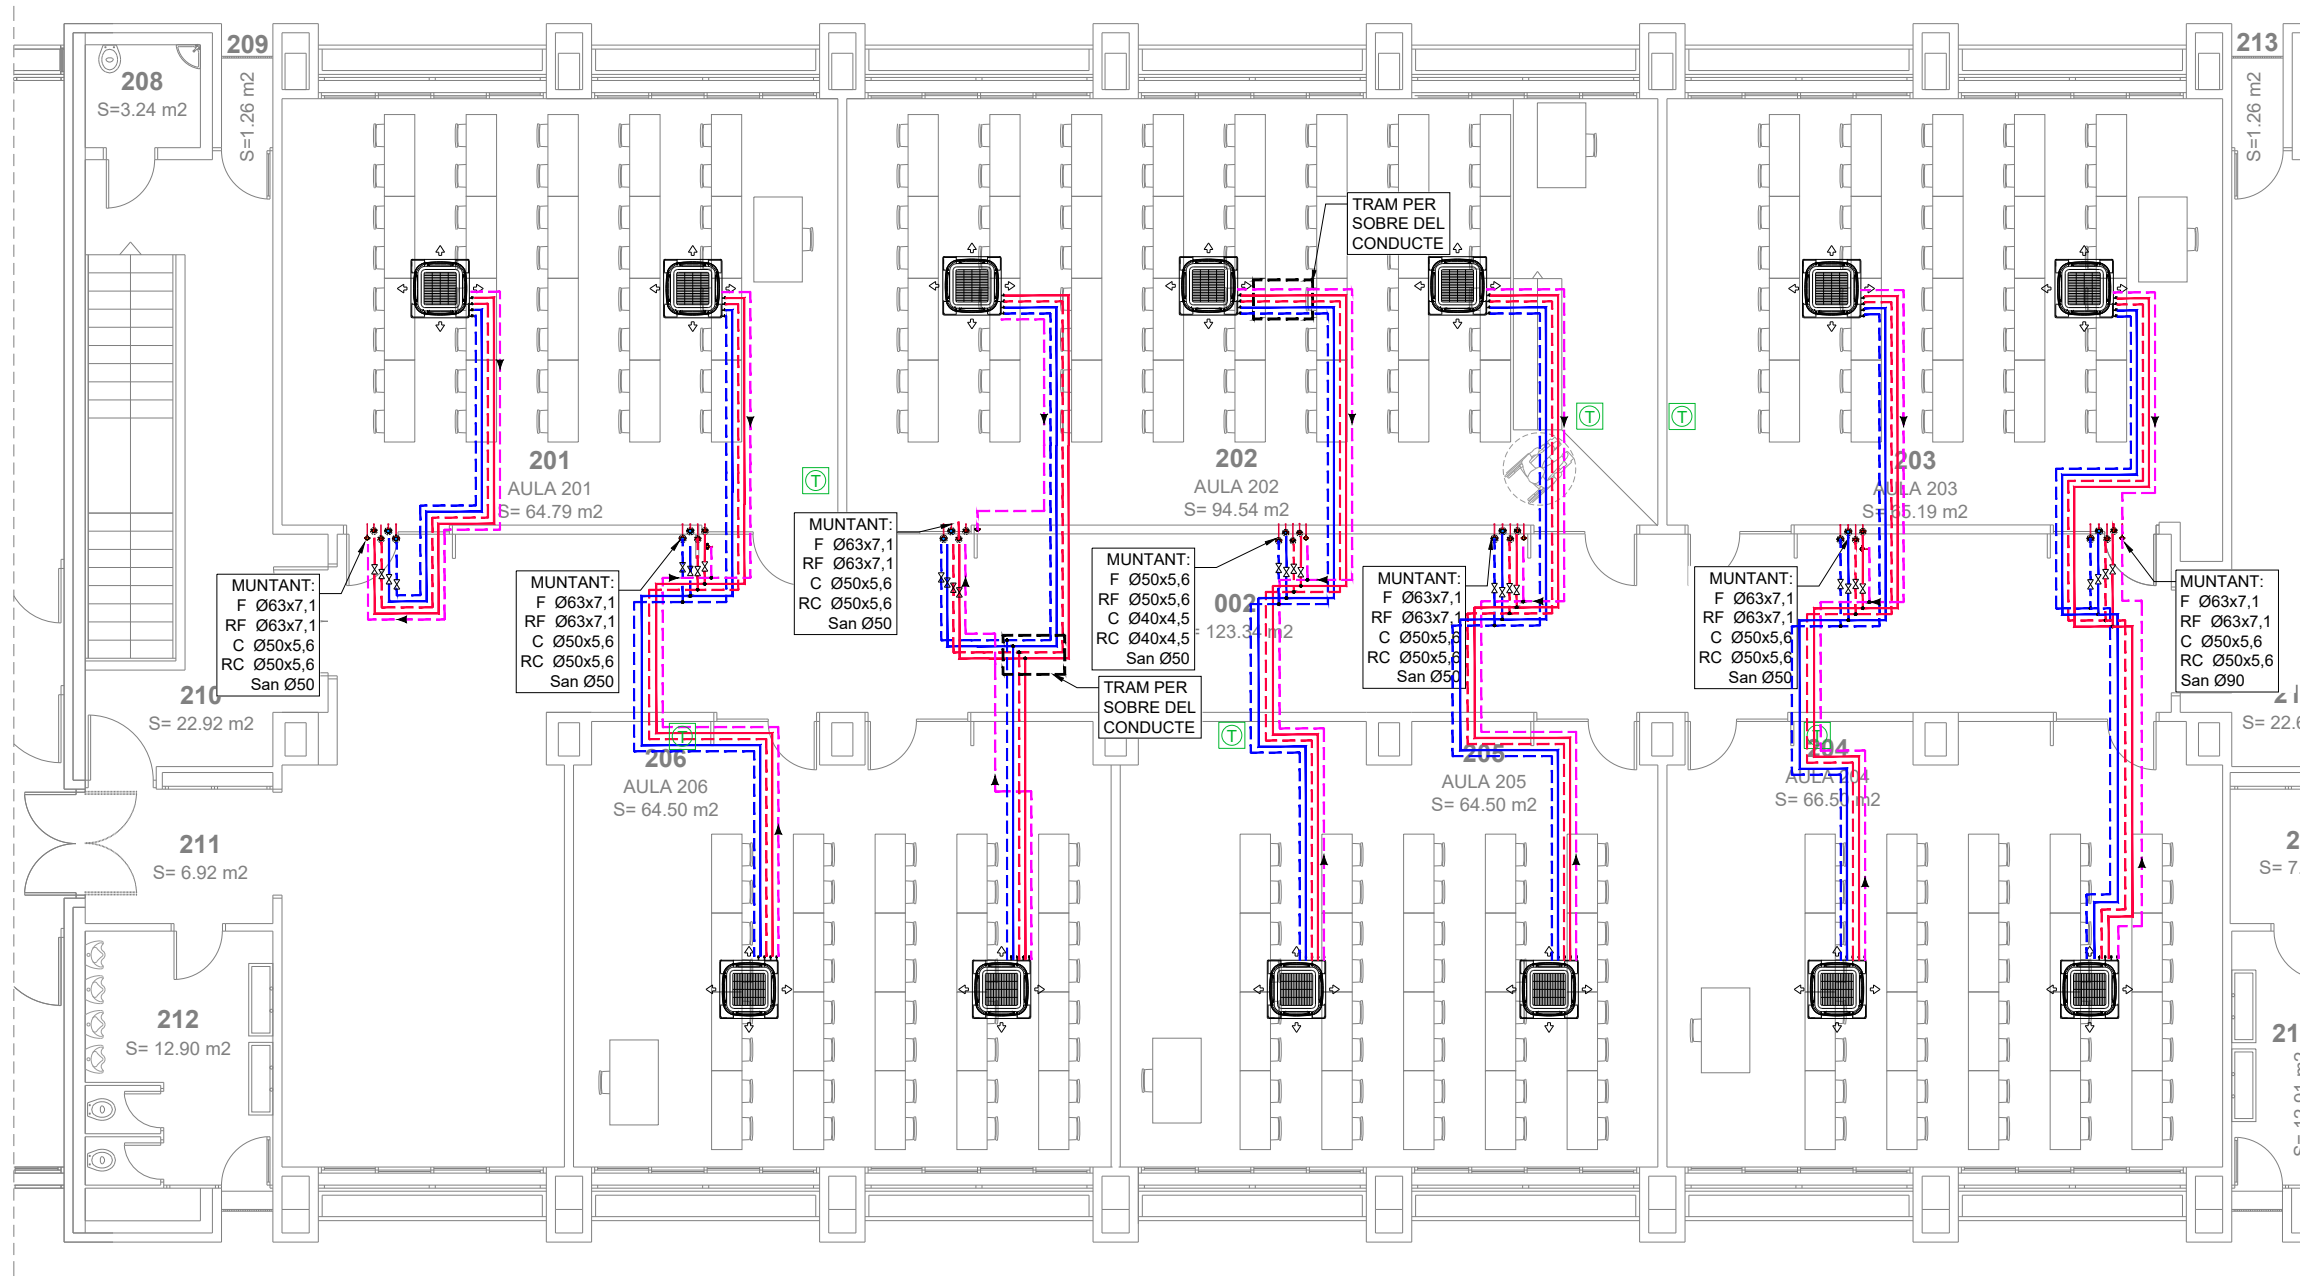 209
213
208
S=3.24 m2
S=1.26 m2
S=1.26 m2
TRAM PER
SOBRE DEL
CONDUCTE
T
T
T
201
AULA 201
S= 64.79 m2
202
AULA 202
S= 94.54 m2
203
AULA 203
MUNTANT:
F Ø63x7,1
RF Ø63x7,1
C Ø50x5,6
RC Ø50x5,6
San Ø50
MUNTANT:
F Ø63x7,1
RF Ø63x7,1
C Ø50x5,6
RC Ø50x5,6
San Ø50
MUNTANT:
F Ø63x7,1
RF Ø63x7,1
C Ø50x5,6
RC Ø50x5,6
San Ø50
MUNTANT:
F Ø50x5,6
RF Ø50x5,6
C Ø40x4,5
RC Ø40x4,5
San Ø50
MUNTANT:
F Ø63x7,1
RF Ø63x7,1
C Ø50x5,6
RC Ø50x5,6
San Ø50
MUNTANT:
F Ø63x7,1
RF Ø63x7,1
C Ø50x5,6
RC Ø50x5,6
San Ø50
MUNTANT:
F Ø63x7,1
RF Ø63x7,1
C Ø50x5,6
RC Ø50x5,6
San Ø90
002
= 123.34 m2
TRAM PER
SOBRE DEL
CONDUCTE
210
S= 22.92 m2
T
T
T
206
AULA 206
S= 64.50 m2
205
AULA 205
S= 64.50 m2
204
AULA 204
S= 66.50 m2
211
S= 6.92 m2
212
S= 12.90 m2